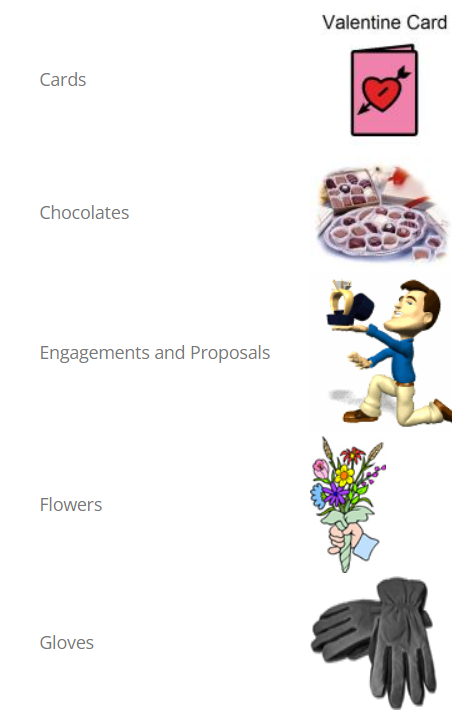 Valentine Card
Cards
Chocolates
Engagements and Proposals
Flowers
Gloves